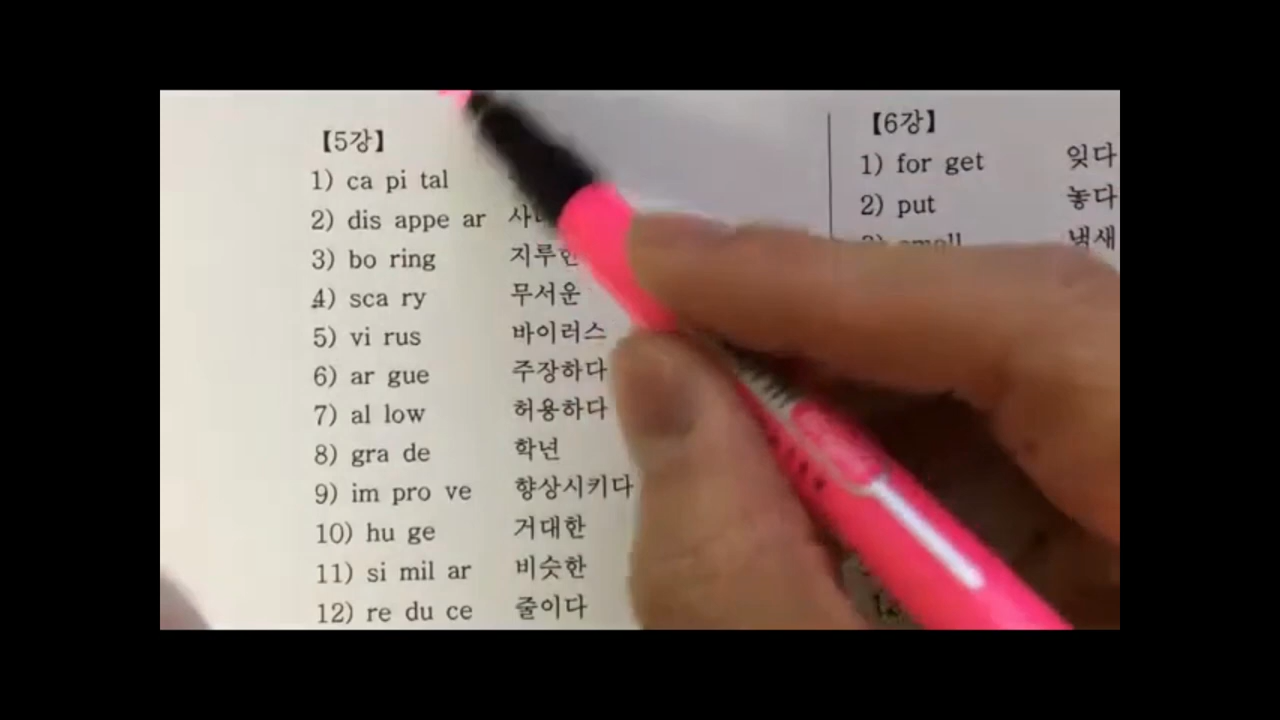 【5강】
1) ca pi tal
2) dis appe ar
3) bo ring
4) sca ry 무서운
5) vi rus 바이러스
6) ar gue 주장하다
7) al low 허용하다
8) gra de 학년
9) im pro ve 향상시키다
10) hu ge 거대한
11) si mil ar 비슷한
12) re du ce 줄이다
【6강】
1) for get 잊다
2) put 놓다
냄새